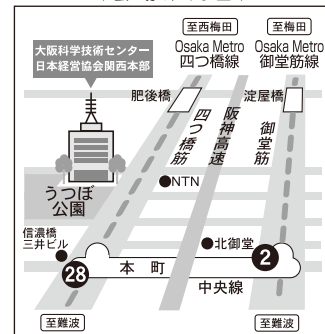 至西梅田
至梅田
大阪科学技術センター
日本経営協会関西本部
Osaka Metro
四つ橋線
Osaka Metro
御堂筋線
肥後橋
淀屋橋
四つ橋筋
阪神高速
御堂筋
NTN
うつぼ
公園
信濃橋
三井ビル
北御堂
28
本町
2
中央線
至難波
至難波